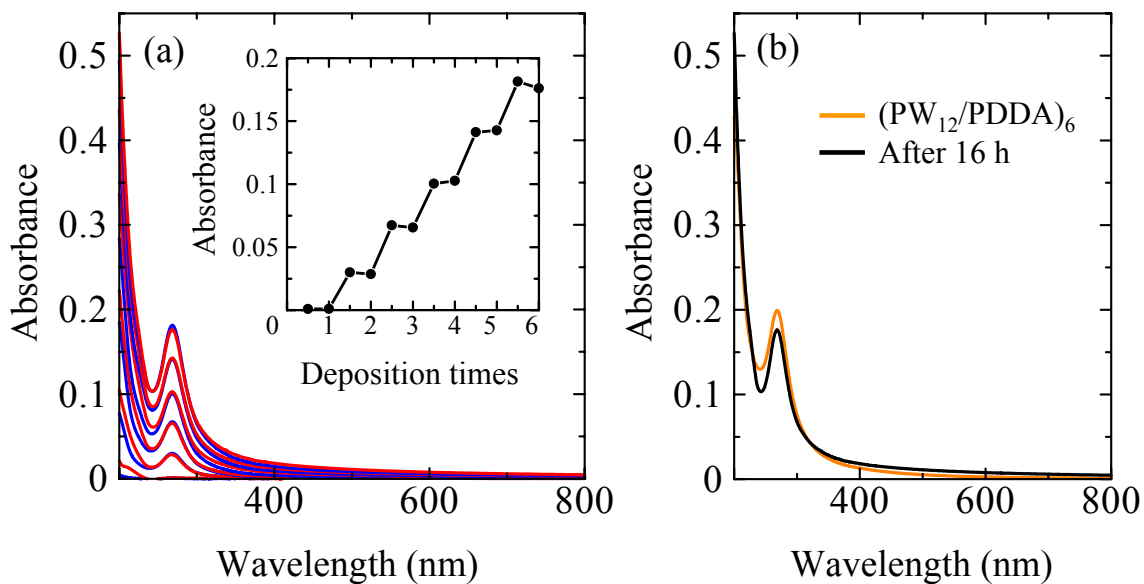 (a)
0.5
0.4
0.3
0.2
0.1
0
Absorbance
400
600
800
Wavelength (nm)
0.2
0.15
0.1
0.05
0
Absorbance
1
2
3
4
5
6
Deposition times
(b)
0.5
0.4
0.3
0.2
0.1
0
Absorbance
(PW₁₂/PDDA)₆
After 16 h
400
600
800
Wavelength (nm)